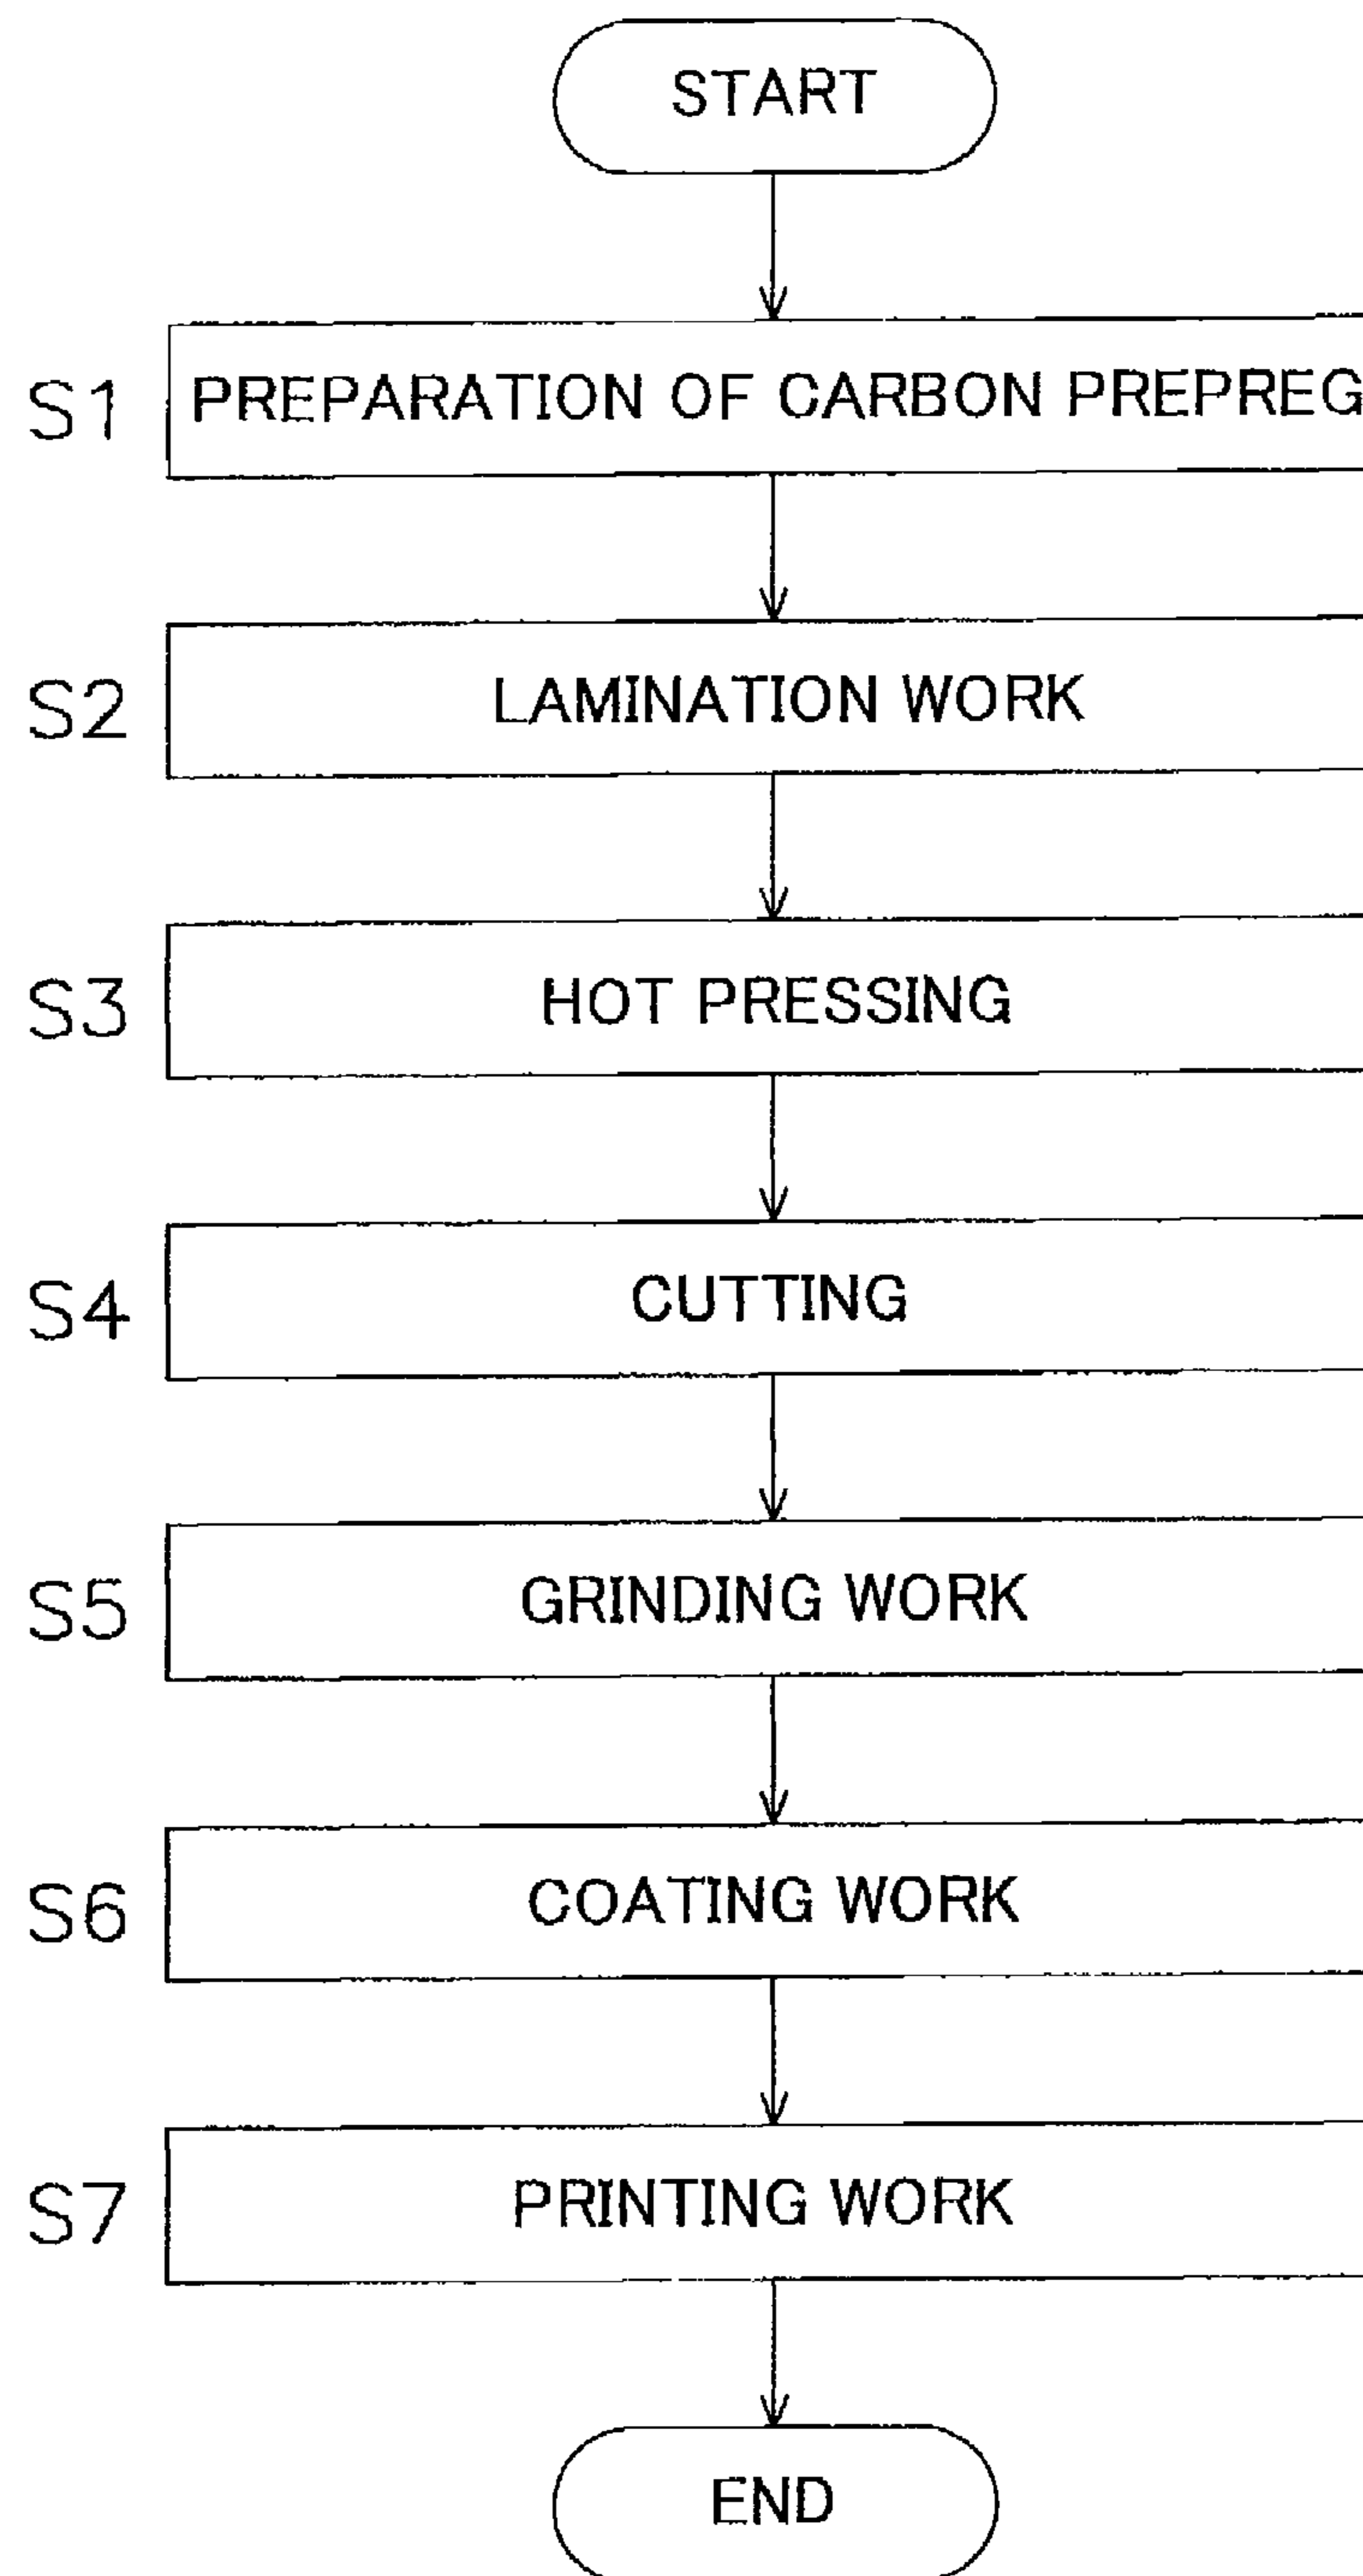 START
S1 PREPARATION OF CARBON PREPREG
S2 LAMINATION WORK
S3 HOT PRESSING
S4 CUTTING
S5 GRINDING WORK
S6 COATING WORK
S7 PRINTING WORK
END